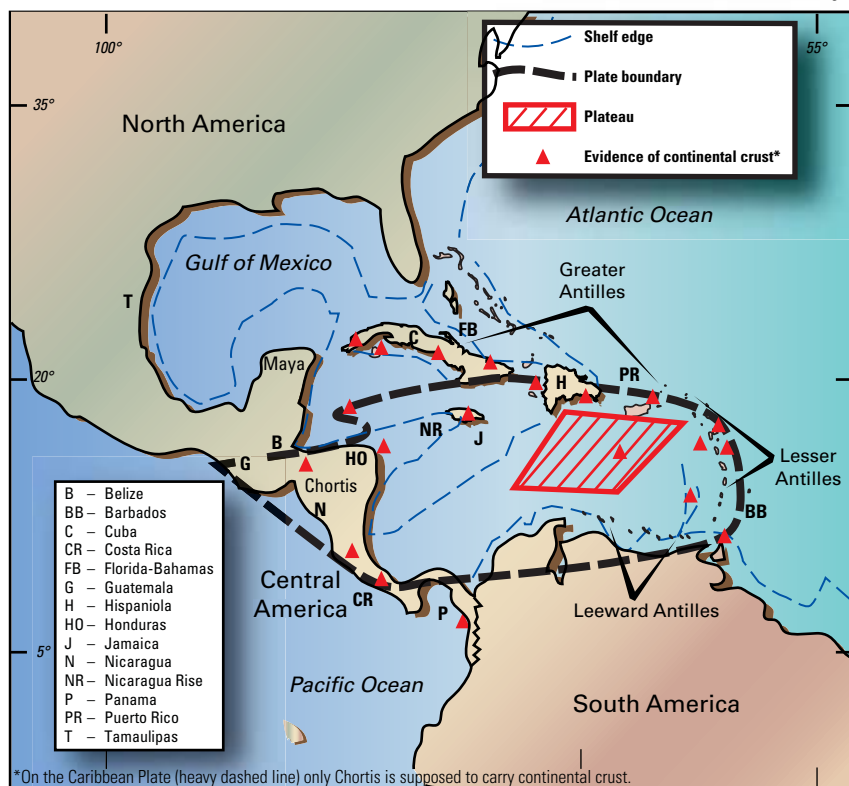 100°
55°
Shelf edge
Plate boundary
Plateau
Evidence of continental crust*
35°
North America
Atlantic Ocean
Gulf of Mexico
Greater
Antilles
T
FB
C
Maya
20°
H
PR
NR
J
B
HO
G
Chortis
N
Lesser
Antilles
BB
B – Belize
BB – Barbados
C – Cuba
CR – Costa Rica
FB – Florida-Bahamas
G – Guatemala
H – Hispaniola
HO – Honduras
J – Jamaica
N – Nicaragua
NR – Nicaragua Rise
P – Panama
PR – Puerto Rico
T – Tamaulipas
Central
America
CR
P
Leeward Antilles
5°
Pacific Ocean
South America
*On the Caribbean Plate (heavy dashed line) only Chortis is supposed to carry continental crust.